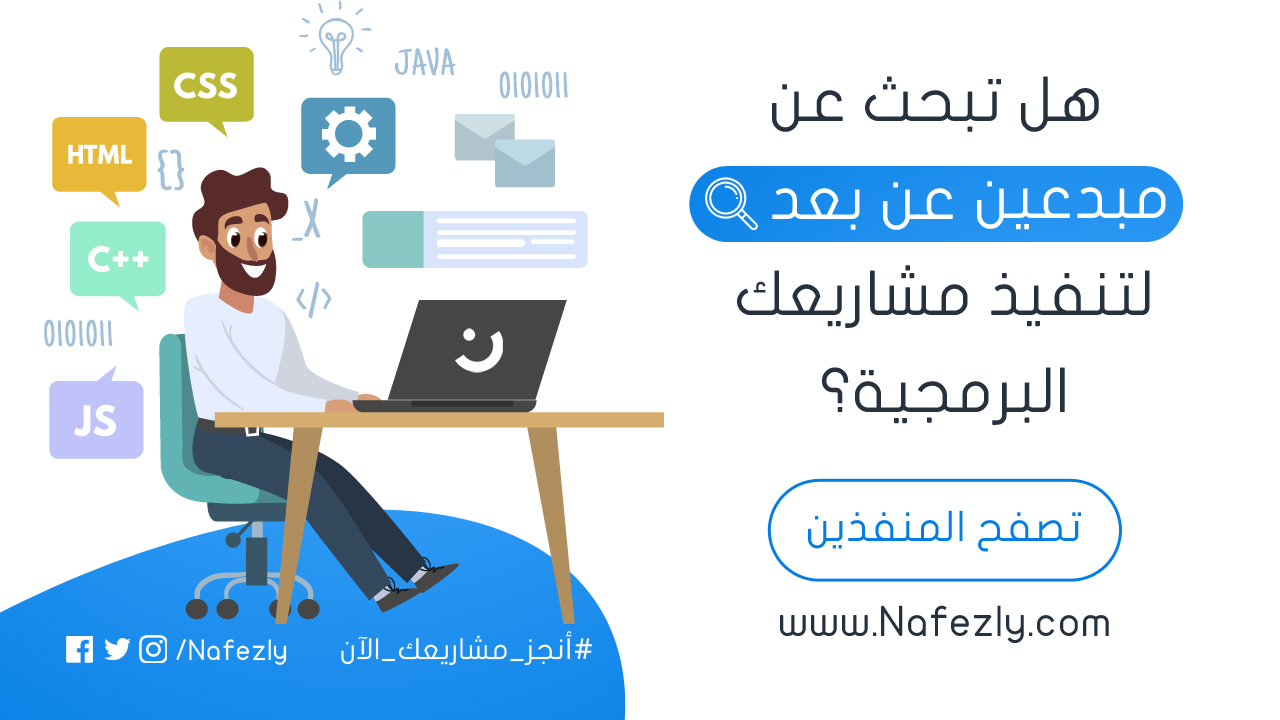 هل تبحث عن
مبدعين عن بعد
لتنفيذ مشاريعك
البرمجية؟
تصفح المنفذين
www.Nafezly.com
JAVA
0101011
CSS
HTML
{}
_X
C++
</>
0101011
JS
#أنجز_مشاريعك_الآن
/Nafezly